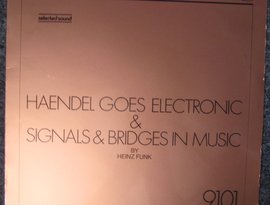 selected sound
HAENDEL GOES ELECTRONIC
&
SIGNALS & BRIDGES IN MUSIC
BY
HEINZ FUNK
9101